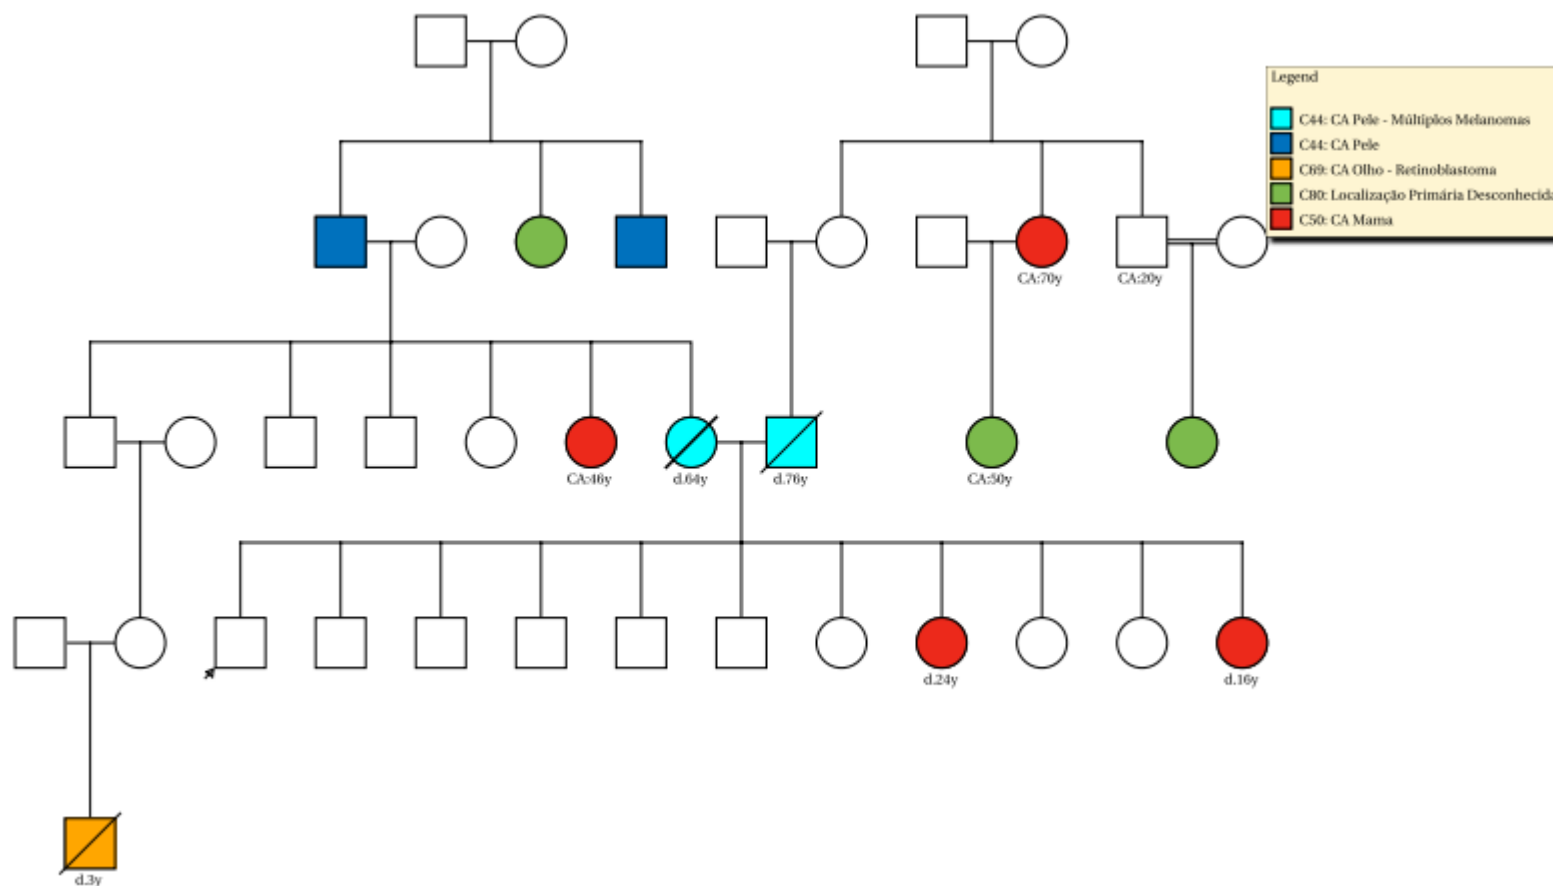 Legend
C44: CA Pele - Múltiplos Melanomas
C44: CA Pele
C69: CA Olho - Retinoblastoma
C80: Localização Primária Desconhecida
C50: CA Mama
CA:70y
CA:20y
CA:46y
d.64y
d.76y
CA:50y
d.24y
d.16y
d.3y